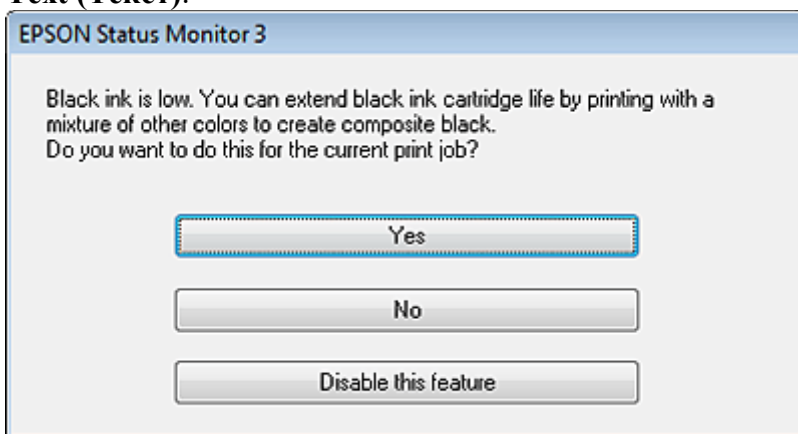 EPSON Status Monitor 3
Black ink is low. You can extend black ink cartridge life by printing with a
mixture of other colors to create composite black.
Do you want to do this for the current print job?
Yes
No
Disable this feature